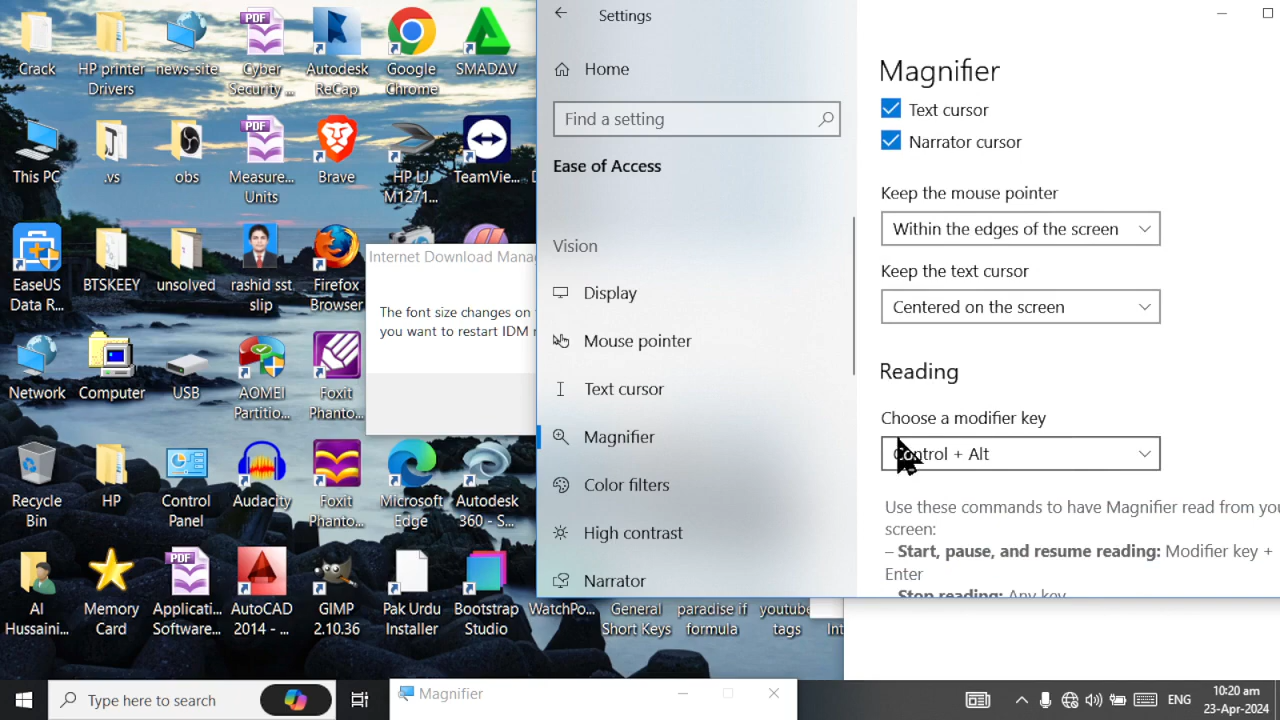 Crack
HP printer
Drivers
news-site
Cyber
Security ...
Autodesk
ReCap
Google
Chrome
SMADΔV
This PC
.vs
obs
Measure...
Units
Brave
HP LJ
M1271...
TeamVie...
EaseUS
Data R...
BTSKEEY
unsolved
rashid sst
slip
Firefox
Browser
Network
Computer
USB
AOMEI
Partitio...
Foxit
Phanto...
Recycle
Bin
HP
Control
Panel
Audacity
Foxit
Phanto...
Microsoft
Edge
Autodesk
360 - S...
Al
Hussaini...
Memory
Card
Applicati...
Software...
AutoCAD
2014 - ...
GIMP
2.10.36
Pak Urdu
Installer
Bootstrap
Studio
WatchPo...
General
Short Keys
paradise if
formula
youtube
tags
Int
Internet Download Mana
The font size changes on
you want to restart IDM
Settings
Home
Find a setting
Ease of Access
Vision
Display
Mouse pointer
Text cursor
Magnifier
Color filters
High contrast
Narrator
Magnifier
Text cursor
Narrator cursor
Keep the mouse pointer
Within the edges of the screen
Keep the text cursor
Centered on the screen
Reading
Choose a modifier key
Control + Alt
Use these commands to have Magnifier read from you
screen:
– Start, pause, and resume reading: Modifier key +
Enter
Stop reading: Any key
Type here to search
Magnifier
ENG
10:20 am
23-Apr-2024